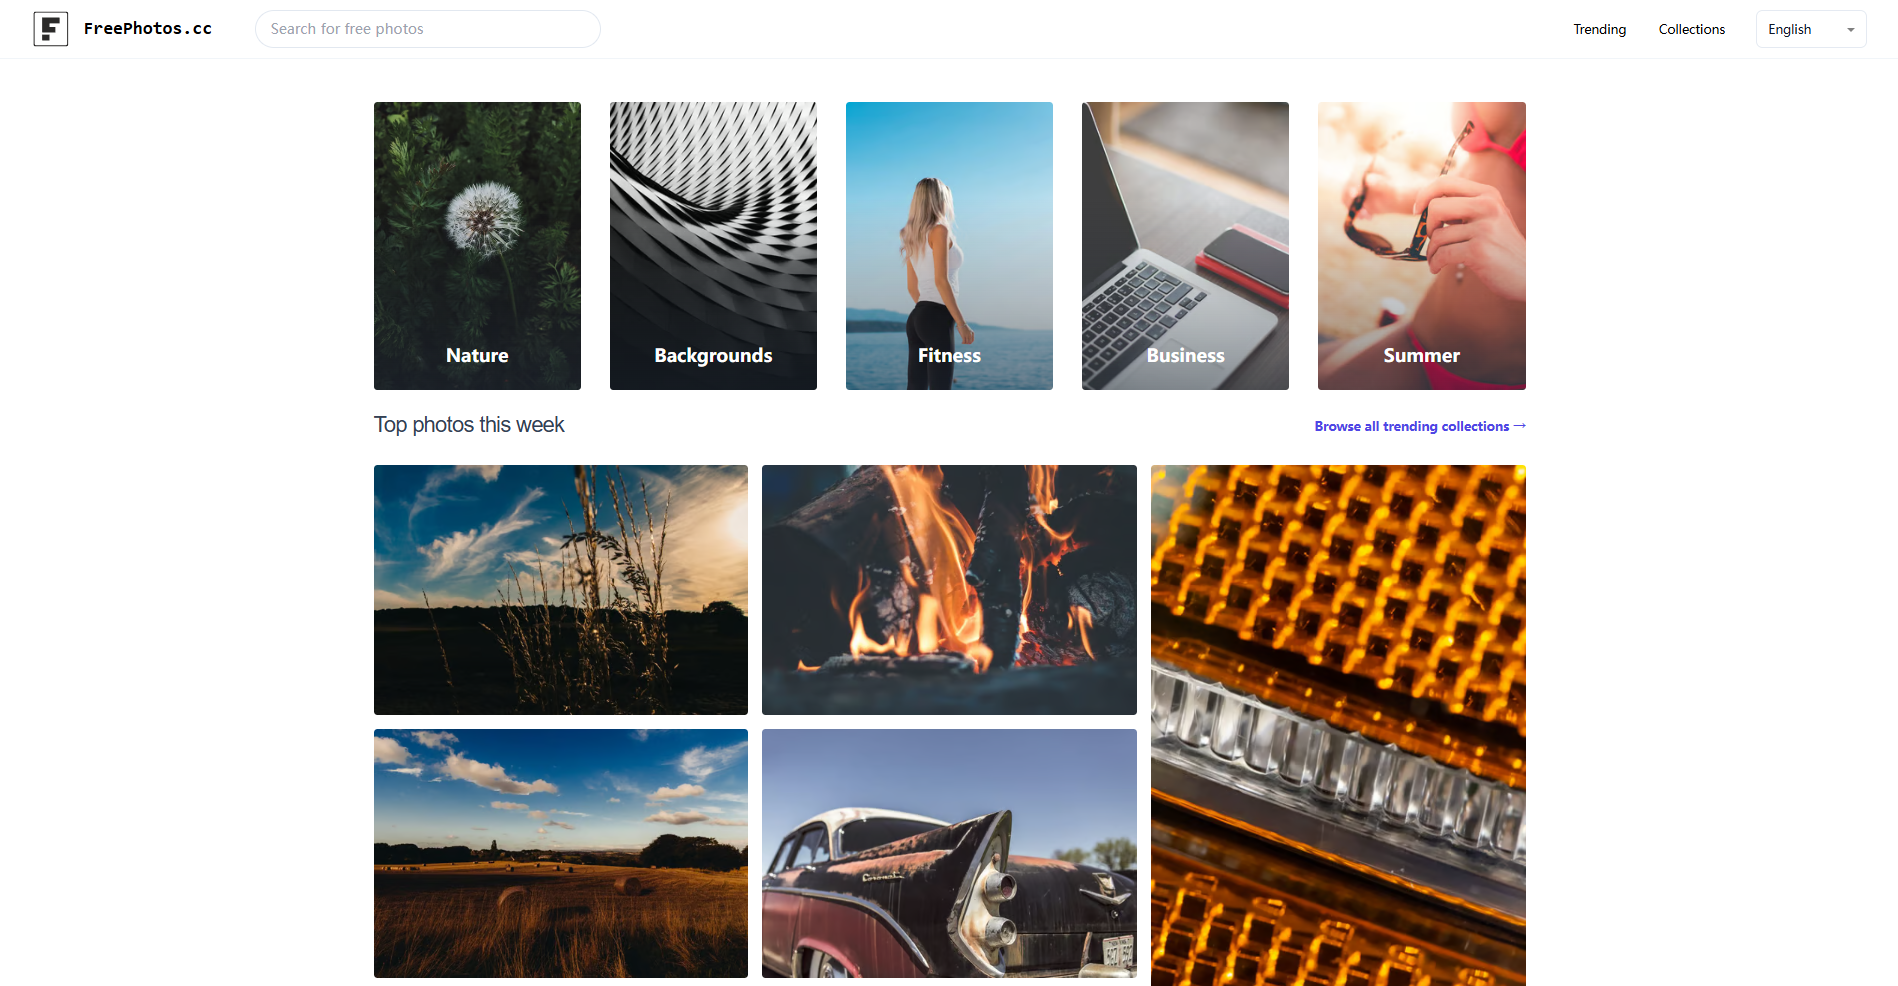 FreePhotos.cc
Search for free photos
Trending
Collections
English
Nature
Backgrounds
Fitness
Business
Summer
Top photos this week
Browse all trending collections →
Coronet